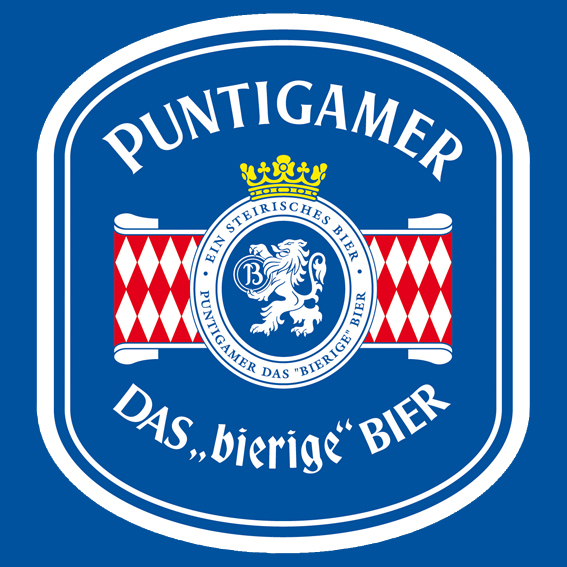 PUNTIGAMER
· EIN STEIRISCHES BIER ·
B
PUNTIGAMER DAS "BIERIGE" BIER
DAS „bierige“ BIER